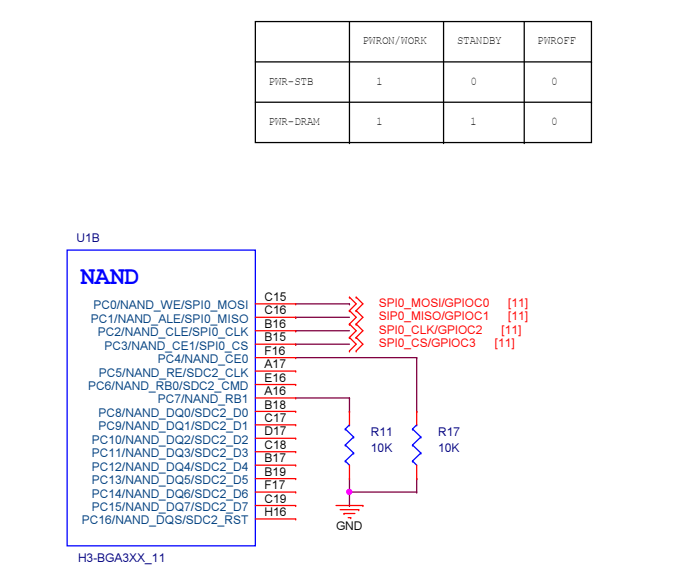 PWRON/WORK STANDBY PWROFF
PWR-STB 1 0 0
PWR-DRAM 1 1 0
U1B
NAND
PC0/NAND_WE/SPI0_MOSI C15 SPI0_MOSI/GPIOC0 [11]
PC1/NAND_ALE/SPI0_MISO C16 SIP0_MISO/GPIOC1 [11]
PC2/NAND_CLE/SPI0_CLK B16 SPI0_CLK/GPIOC2 [11]
PC3/NAND_CE1/SPI0_CS B15 SPI0_CS/GPIOC3 [11]
PC4/NAND_CE0 F16
PC5/NAND_RE/SDC2_CLK A17
PC6/NAND_RB0/SDC2_CMD E16
PC7/NAND_RB1 A16
PC8/NAND_DQ0/SDC2_D0 B18
PC9/NAND_DQ1/SDC2_D1 C17
PC10/NAND_DQ2/SDC2_D2 D17 R11 R17
PC11/NAND_DQ3/SDC2_D3 C18 10K 10K
PC12/NAND_DQ4/SDC2_D4 B17
PC13/NAND_DQ5/SDC2_D5 B19
PC14/NAND_DQ6/SDC2_D6 F17
PC15/NAND_DQ7/SDC2_D7 C19
PC16/NAND_DQS/SDC2_RST H16
GND
H3-BGA3XX_11